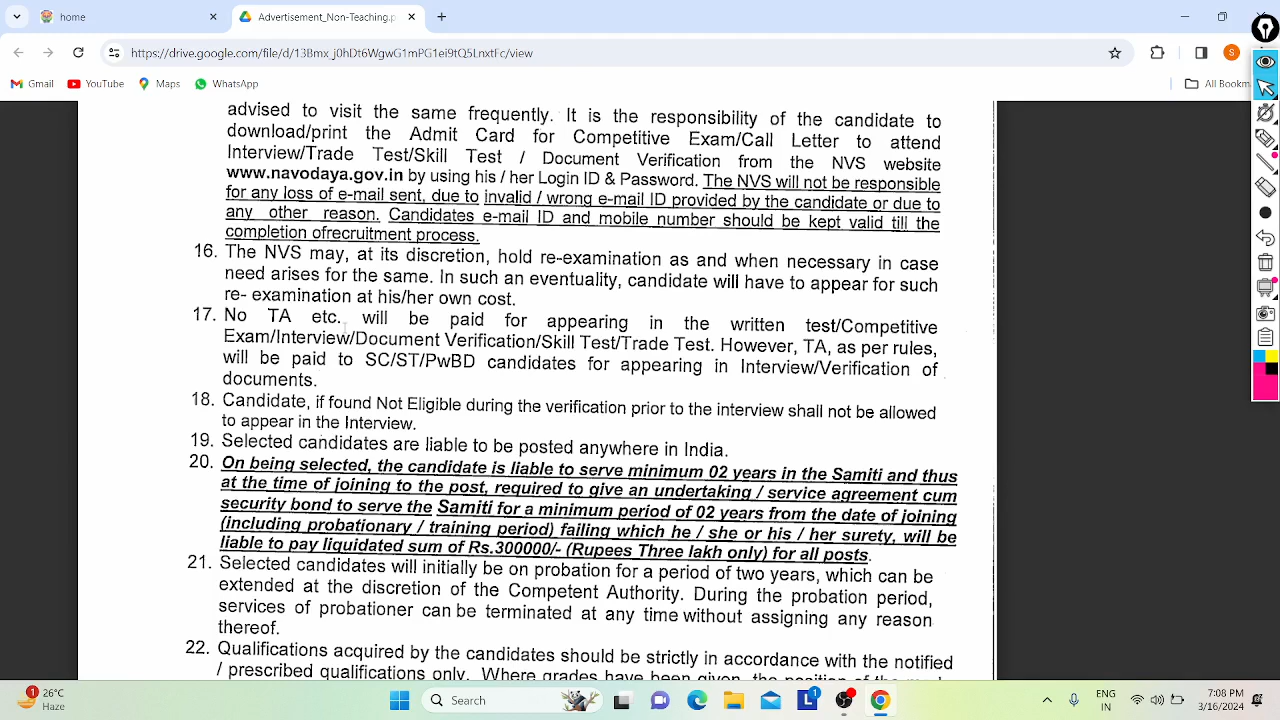 home
Advertisement_Non-Teaching.p
https://drive.google.com/file/d/13Bmx_j0hDt6WgwG1mPG1ei9tQ5LnxtFc/view
S
Gmail
YouTube
Maps
WhatsApp
All Bookm
advised to visit the same frequently. It is the responsibility of the candidate to
download/print the Admit Card for Competitive Exam/Call Letter to attend
Interview/Trade Test/Skill Test / Document Verification from the NVS website
www.navodaya.gov.in by using his / her Login ID & Password. The NVS will not be responsible
for any loss of e-mail sent, due to invalid / wrong e-mail ID provided by the candidate or due to
any other reason. Candidates e-mail ID and mobile number should be kept valid till the
completion ofrecruitment process.
16. The NVS may, at its discretion, hold re-examination as and when necessary in case
need arises for the same. In such an eventuality, candidate will have to appear for such
re- examination at his/her own cost.
17. No TA etc. will be paid for appearing in the written test/Competitive
Exam/Interview/Document Verification/Skill Test/Trade Test. However, TA, as per rules,
will be paid to SC/ST/PwBD candidates for appearing in Interview/Verification of
documents.
18. Candidate, if found Not Eligible during the verification prior to the interview shall not be allowed
to appear in the Interview.
19. Selected candidates are liable to be posted anywhere in India.
20. On being selected, the candidate is liable to serve minimum 02 years in the Samiti and thus
at the time of joining to the post, required to give an undertaking / service agreement cum
security bond to serve the Samiti for a minimum period of 02 years from the date of joining
(including probationary / training period) failing which he / she or his / her surety, will be
liable to pay liquidated sum of Rs.300000/- (Rupees Three lakh only) for all posts.
21. Selected candidates will initially be on probation for a period of two years, which can be
extended at the discretion of the Competent Authority. During the probation period,
services of probationer can be terminated at any time without assigning any reason
thereof.
22. Qualifications acquired by the candidates should be strictly in accordance with the notified
/ prescribed qualifications only. Where grades have been given, the
1
26°C
Haze
Search
L
1
ENG
IN
7:08 PM
3/16/2024